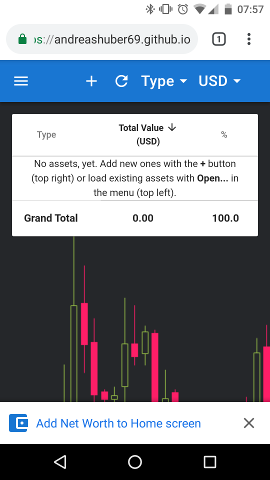 07:57
os://andreashuber69.github.io
1
+ Type USD
Type
Total Value ↓
(USD)
%
No assets, yet. Add new ones with the + button
(top right) or load existing assets with Open... in
the menu (top left).
Grand Total 0.00 100.0
Add Net Worth to Home screen